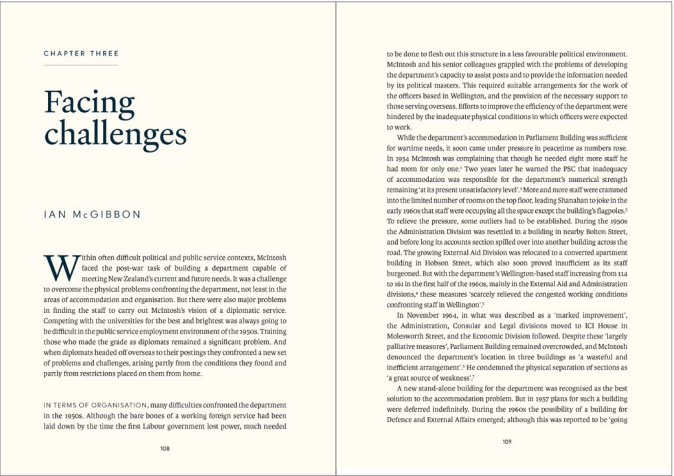 CHAPTER THREE
Facing
challenges
IAN McGIBBON
Within often difficult political and public service contexts, McIntosh
faced the post-war task of building a department capable of
meeting New Zealand's current and future needs. It was a challenge
to overcome the physical problems confronting the department, not least in the
areas of accommodation and organisation. But there were also major problems
in finding the staff to carry out McIntosh's vision of a diplomatic service.
Competing with the universities for the best and brightest was always going to
be difficult in the public service employment environment of the 1950s. Training
those who made the grade as diplomats remained a significant problem. And
when diplomats headed off overseas to their postings they confronted a new set
of problems and challenges, arising partly from the conditions they found and
partly from restrictions placed on them from home.
IN TERMS OF ORGANISATION, many difficulties confronted the department
in the 1950s. Although the bare bones of a working foreign service had been
laid down by the time the first Labour government lost power, much needed
108
to be done to flesh out this structure in a less favourable political environment.
McIntosh and his senior colleagues grappled with the problems of developing
the department's capacity to assist posts and to provide the information needed
by its political masters. This required suitable arrangements for the work of
the officers based in Wellington, and the provision of the necessary support to
those serving overseas. Efforts to improve the efficiency of the department were
hindered by the inadequate physical conditions in which officers were expected
to work.
While the department's accommodation in Parliament Building was sufficient
for wartime needs, it soon came under pressure in peacetime as numbers rose.
In 1954 McIntosh was complaining that though he needed eight more staff he
had room for only one.¹ Two years later he warned the PSC that inadequacy
of accommodation was responsible for the department's numerical strength
remaining 'at its present unsatisfactory level'.² More and more staff were crammed
into the limited number of rooms on the top floor, leading Shanahan to joke in the
early 1960s that staff were occupying all the space except the building's flagpoles.³
To relieve the pressure, some outliers had to be established. During the 1950s
the Administration Division was resettled in a building in nearby Bolton Street,
and before long its accounts section spilled over into another building across the
road. The growing External Aid Division was relocated to a converted apartment
building in Hobson Street, which also soon proved insufficient as its staff
burgeoned. But with the department's Wellington-based staff increasing from 114
to 161 in the first half of the 1960s, mainly in the External Aid and Administration
divisions,⁴ these measures 'scarcely relieved the congested working conditions
confronting staff in Wellington'.⁵
In November 1964, in what was described as a 'marked improvement',
the Administration, Consular and Legal divisions moved to ICI House in
Molesworth Street, and the Economic Division followed. Despite these 'largely
palliative measures', Parliament Building remained overcrowded, and McIntosh
denounced the department's location in three buildings as 'a wasteful and
inefficient arrangement'.⁶ He condemned the physical separation of sections as
'a great source of weakness'.⁷
A new stand-alone building for the department was recognised as the best
solution to the accommodation problem. But in 1957 plans for such a building
were deferred indefinitely. During the 1960s the possibility of a building for
Defence and External Affairs emerged; although this was reported to be 'going
109